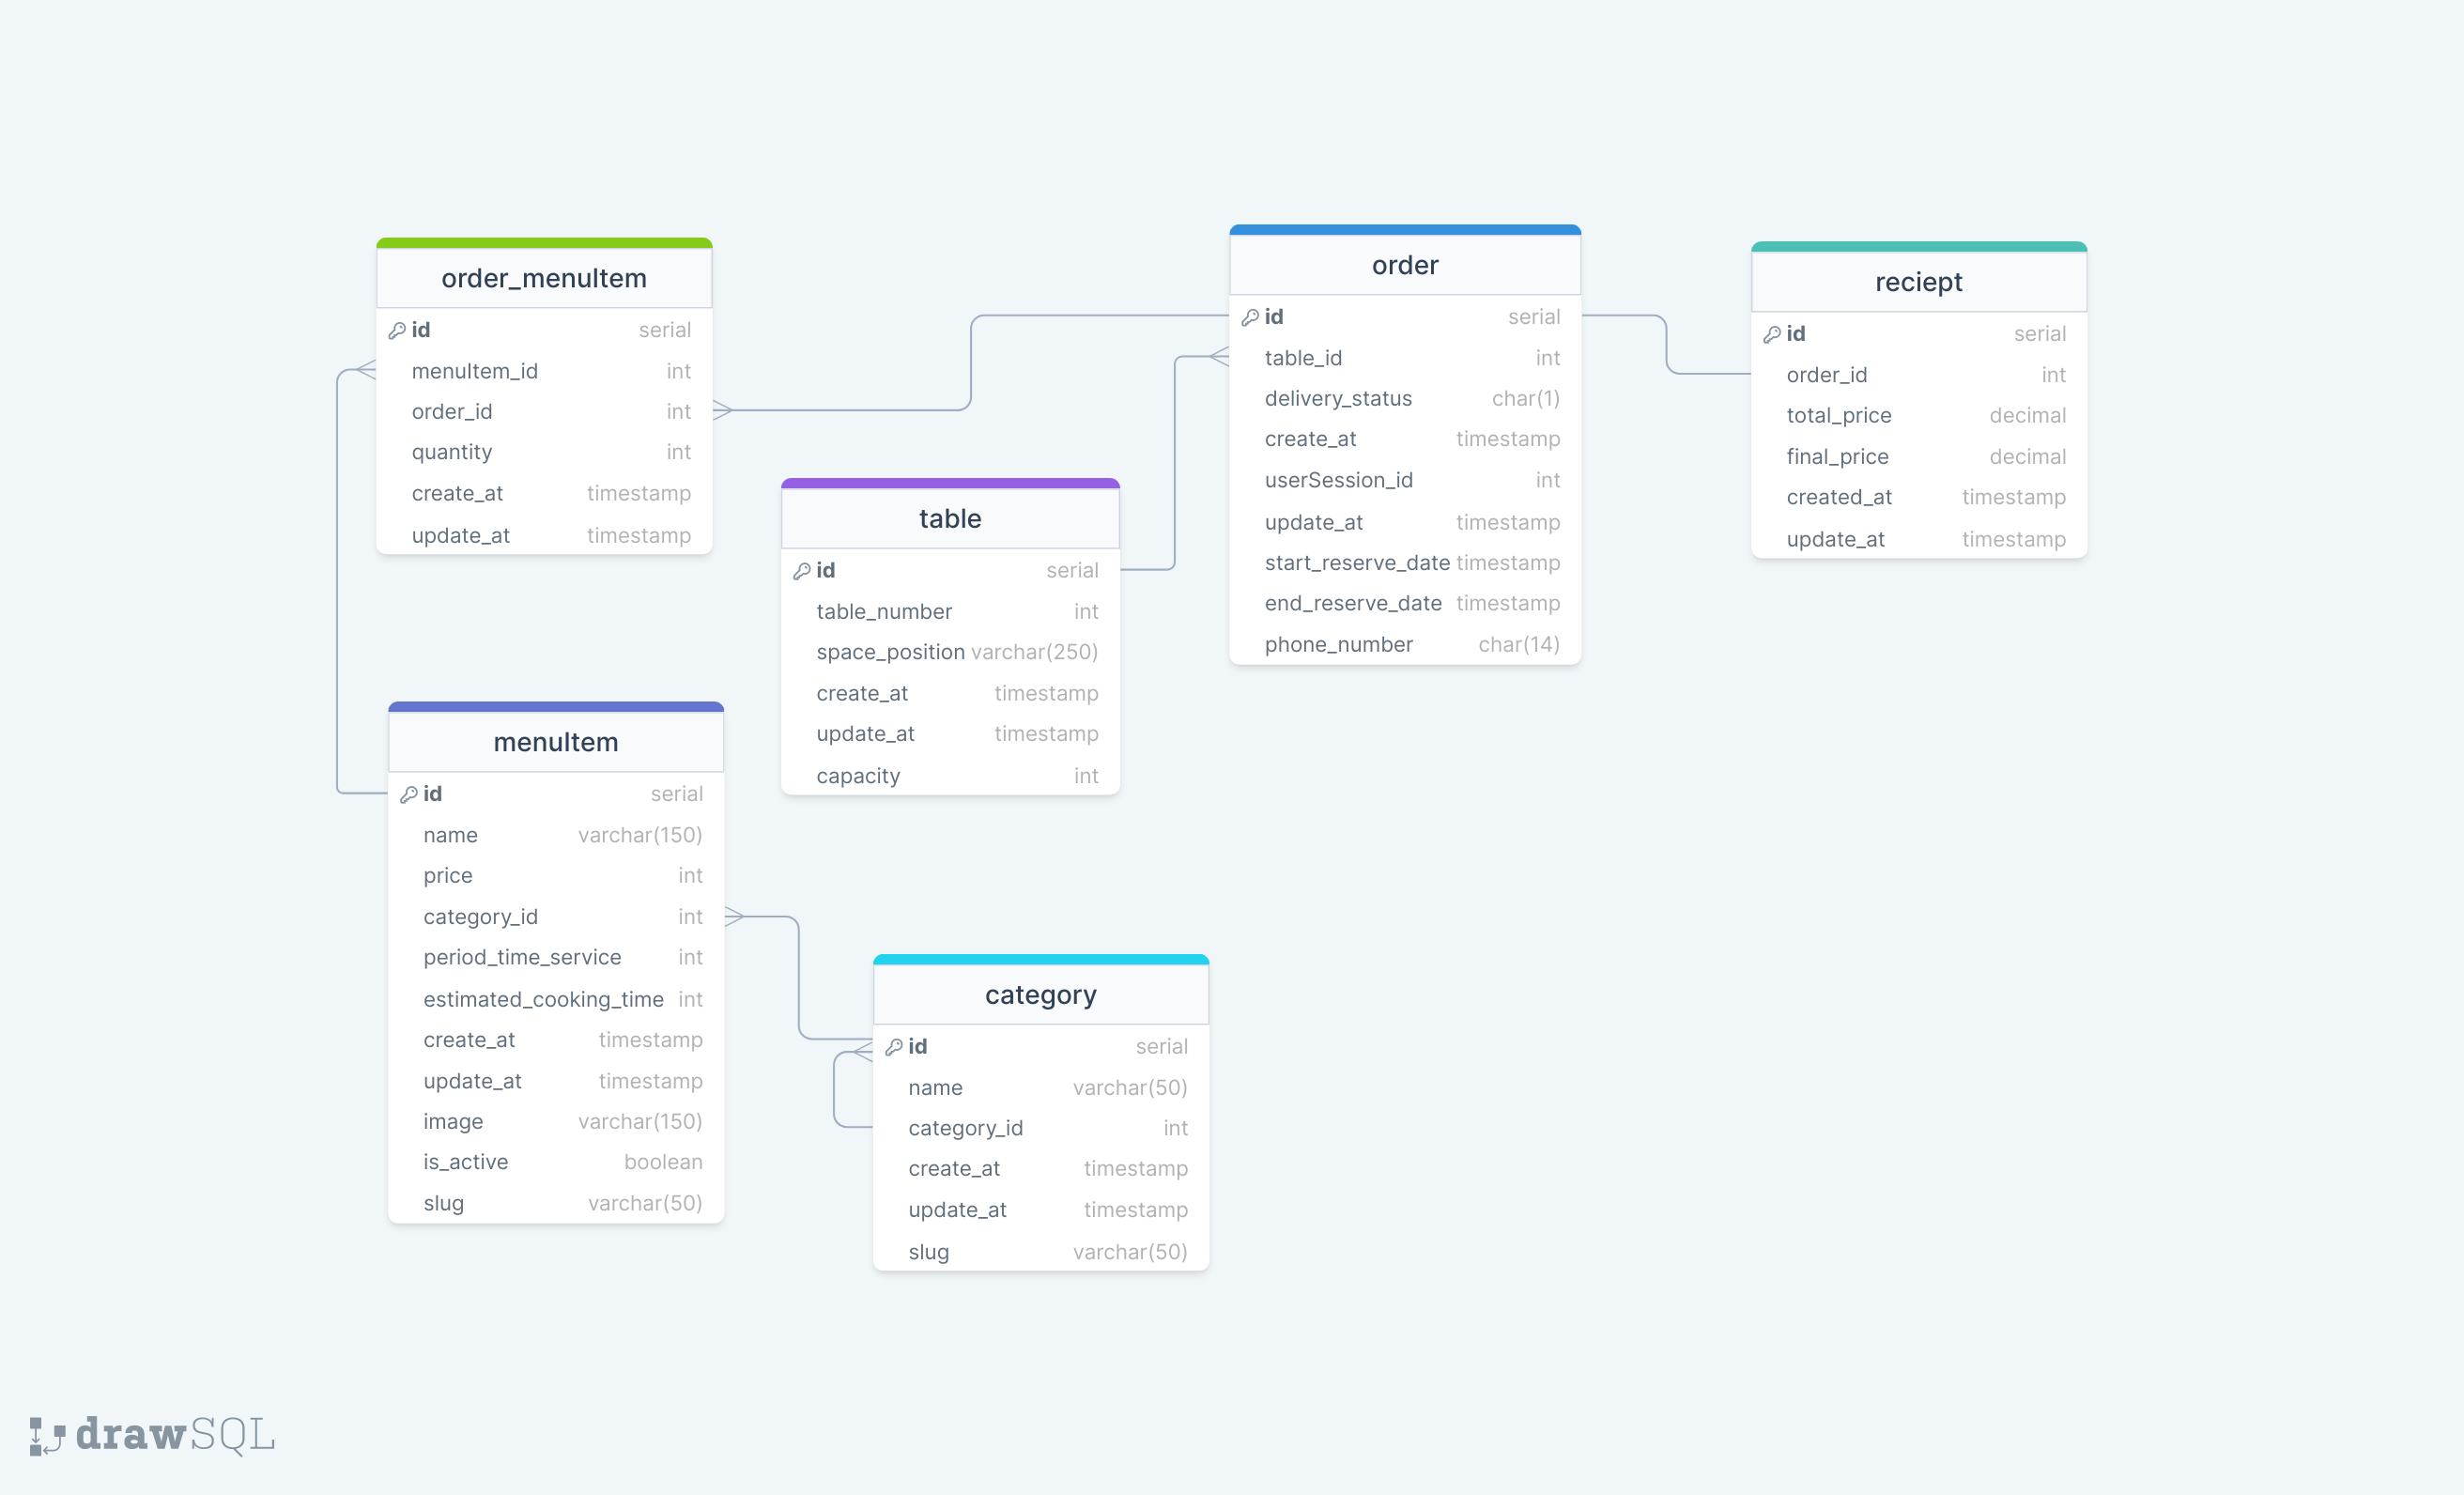 order_menuItem
id serial
menuItem_id int
order_id int
quantity int
create_at timestamp
update_at timestamp
order
id serial
table_id int
delivery_status char(1)
create_at timestamp
userSession_id int
update_at timestamp
start_reserve_date timestamp
end_reserve_date timestamp
phone_number char(14)
reciept
id serial
order_id int
total_price decimal
final_price decimal
created_at timestamp
update_at timestamp
table
id serial
table_number int
space_position varchar(250)
create_at timestamp
update_at timestamp
capacity int
menuItem
id serial
name varchar(150)
price int
category_id int
period_time_service int
estimated_cooking_time int
create_at timestamp
update_at timestamp
image varchar(150)
is_active boolean
slug varchar(50)
category
id serial
name varchar(50)
category_id int
create_at timestamp
update_at timestamp
slug varchar(50)
drawSQL